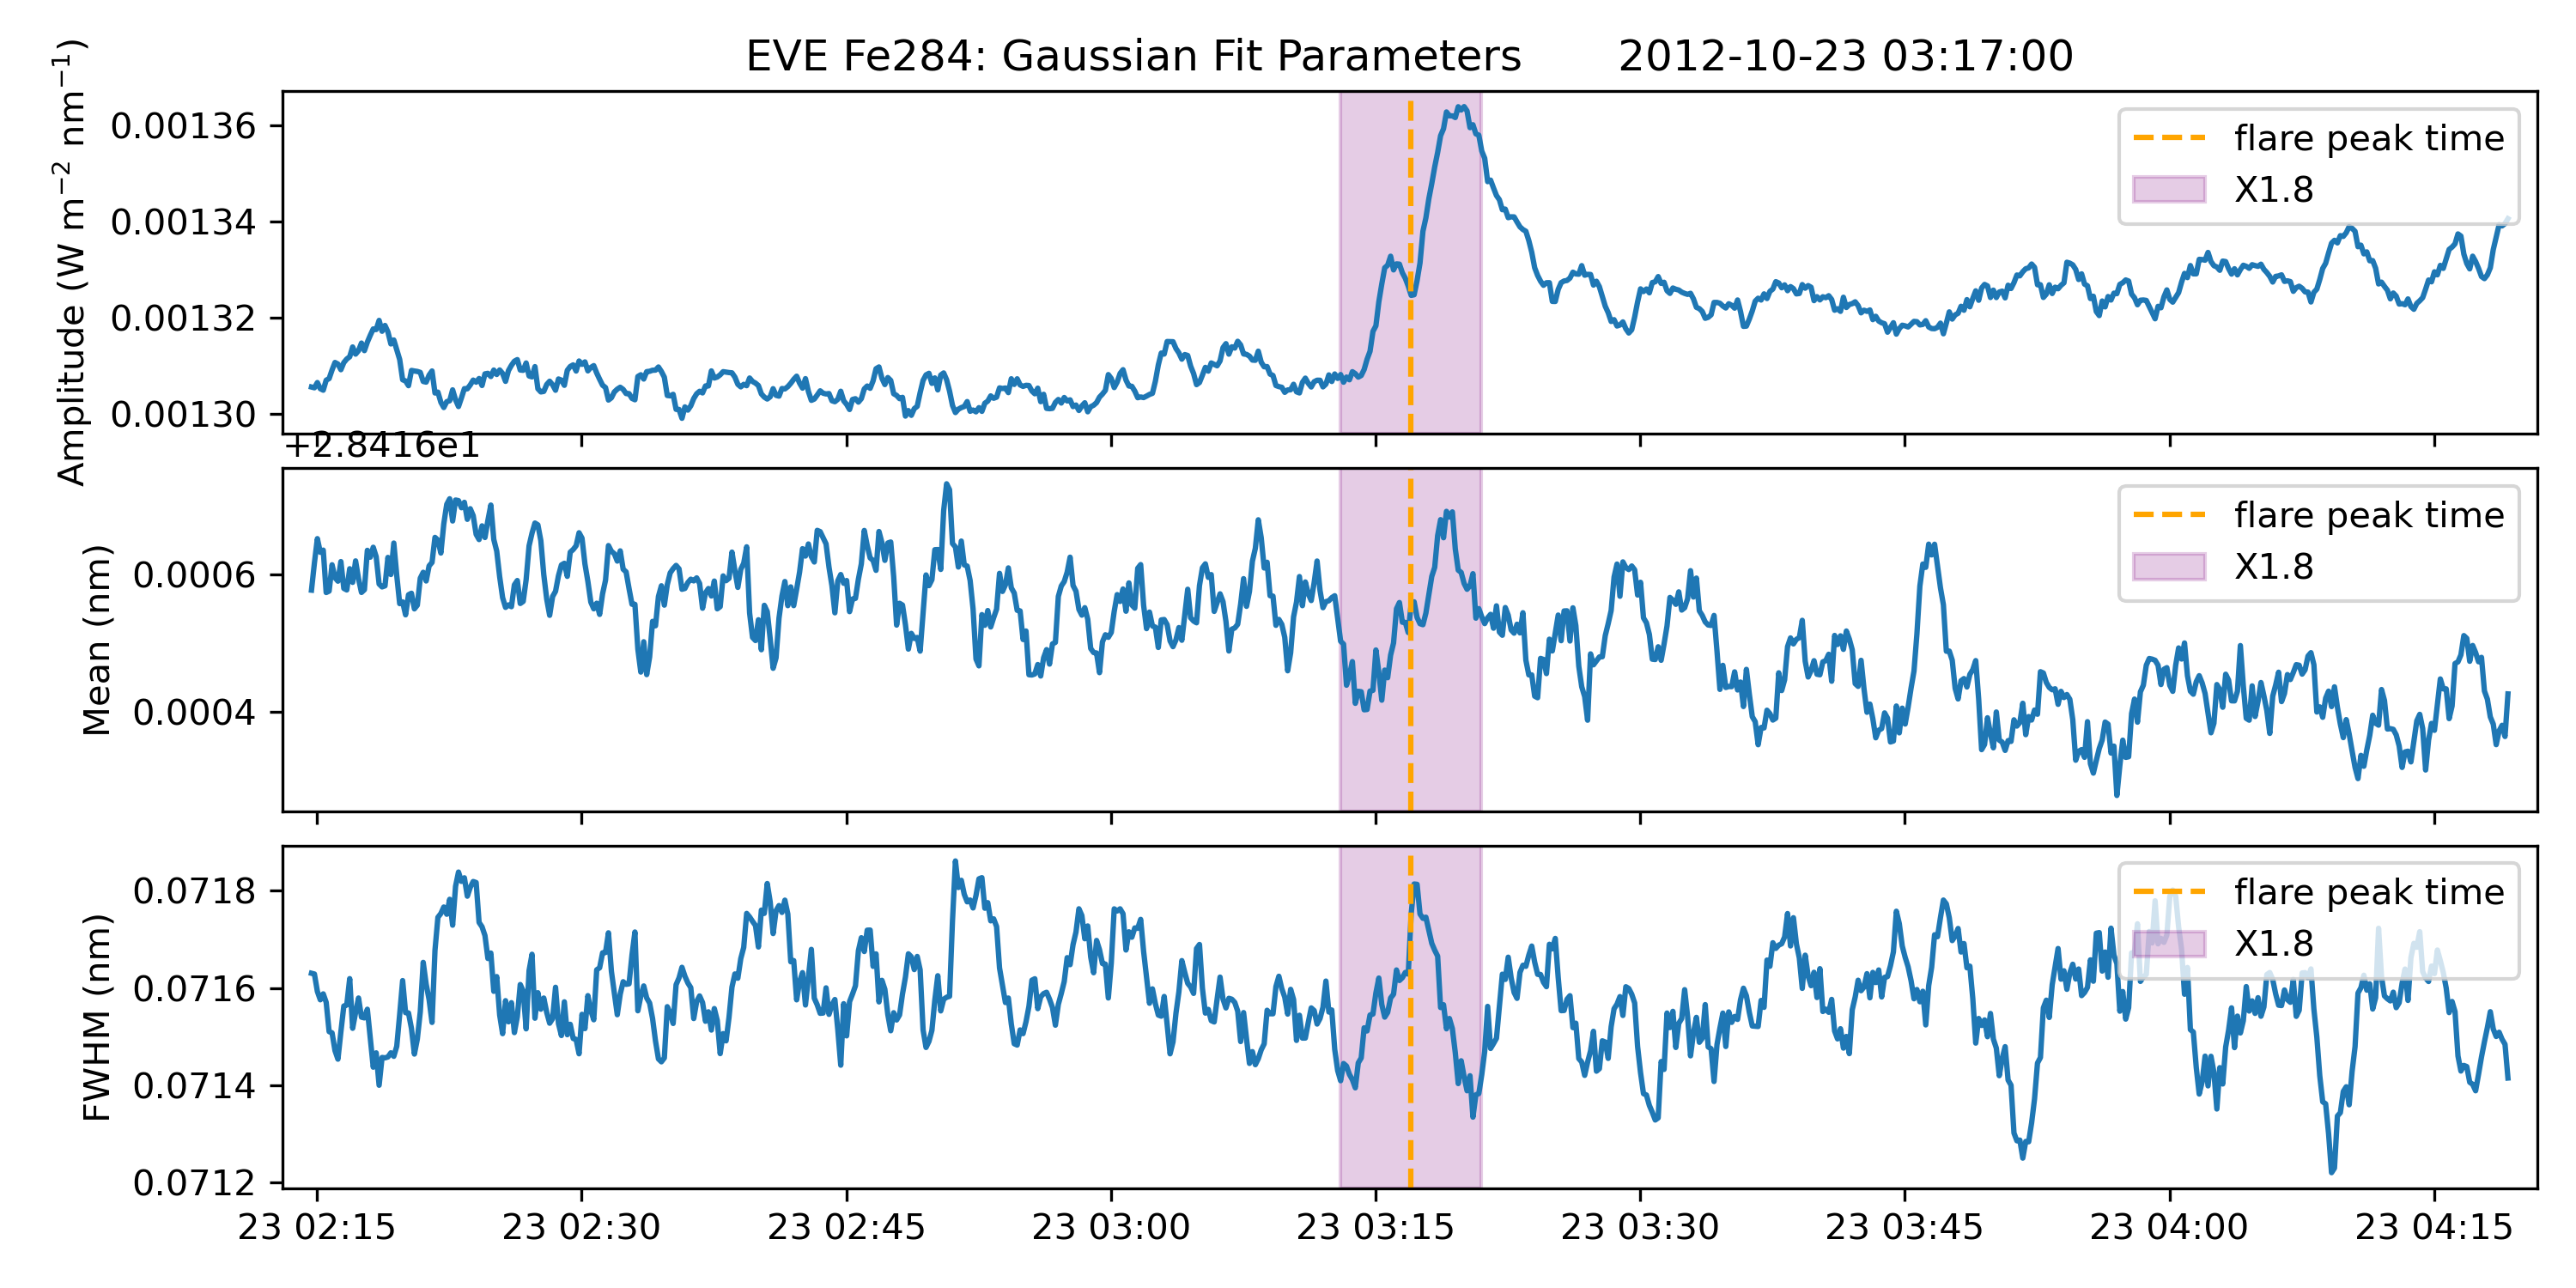 EVE Fe284: Gaussian Fit Parameters 2012-10-23 03:17:00
Amplitude (W m⁻² nm⁻¹)
0.00136
0.00134
0.00132
0.00130
flare peak time
X1.8
+2.8416e1
Mean (nm)
0.0006
0.0004
flare peak time
X1.8
FWHM (nm)
0.0718
0.0716
0.0714
0.0712
flare peak time
X1.8
23 02:15 23 02:30 23 02:45 23 03:00 23 03:15 23 03:30 23 03:45 23 04:00 23 04:15